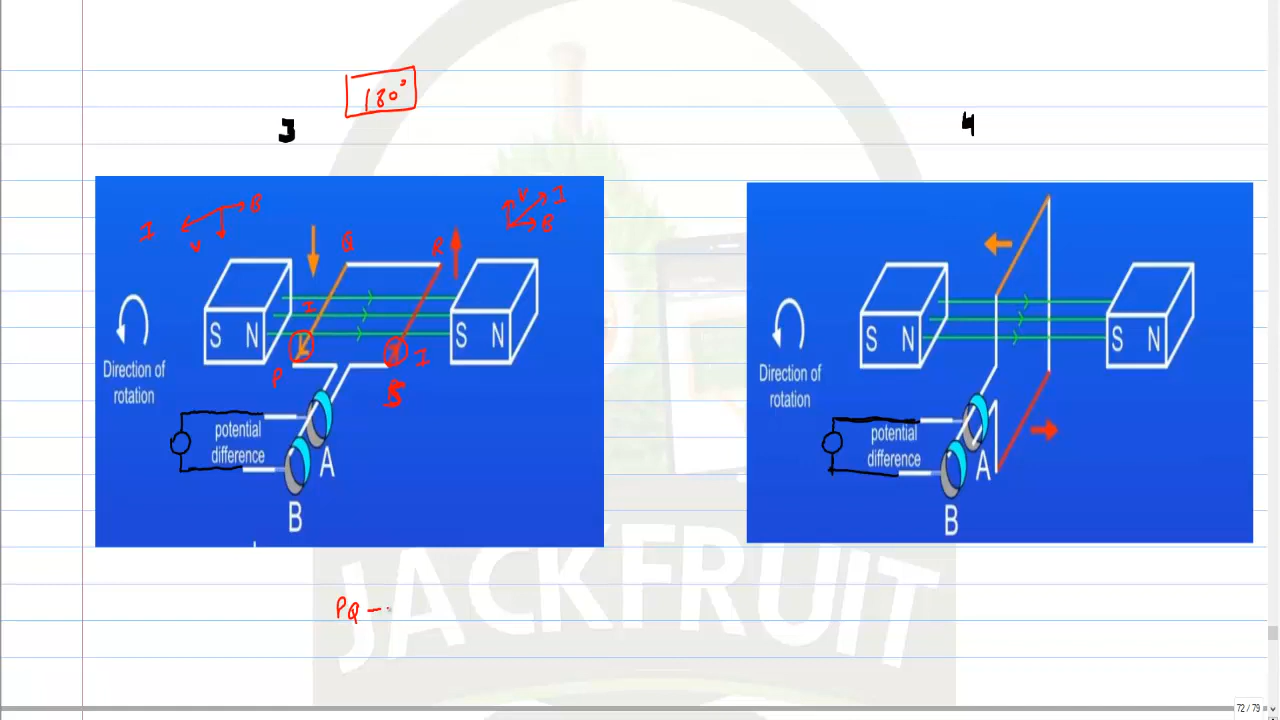 180°
3
4
I
B
V
V
I
B
Q
R
I
S N
S N
P
I
S
Direction of
rotation
potential
difference
A
B
S N
S N
Direction of
rotation
potential
difference
A
B
PQ -
JACKFRUIT
72 / 79